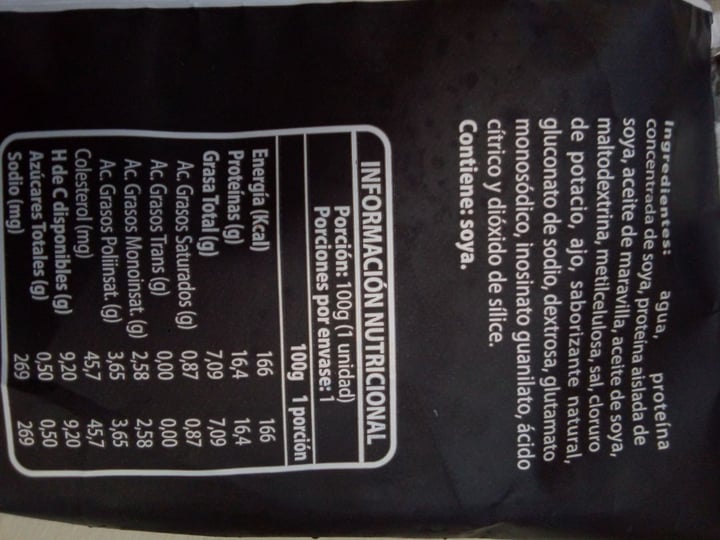 Ingredientes: agua, proteína
concentrada de soya, proteína aislada de
soya, aceite de maravilla, aceite de soya,
maltodextrina, metilcelulosa, sal, cloruro
de potacio, ajo, saborizante natural,
gluconato de sodio, dextrosa, glutamato
monosódico, inosinato guanilato, ácido
cítrico y dióxido de sílice.
Contiene: soya.
INFORMACIÓN NUTRICIONAL
Porción: 100g (1 unidad)
Porciones por envase: 1
100g 1 porción
Energía (Kcal) 166 166
Proteínas (g) 16,4 16,4
Grasa Total (g) 7,09 7,09
Ac. Grasos Saturados (g) 0,87 0,87
Ac. Grasos Trans (g) 0,00 0,00
Ac. Grasos Monoinsat. (g) 2,58 2,58
Ac. Grasos Polinsat. (g) 3,65 3,65
Colesterol (mg) 45,7 45,7
H de C disponibles (g) 9,20 9,20
Azúcares Totales (g) 0,50 0,50
Sodio (mg) 269 269